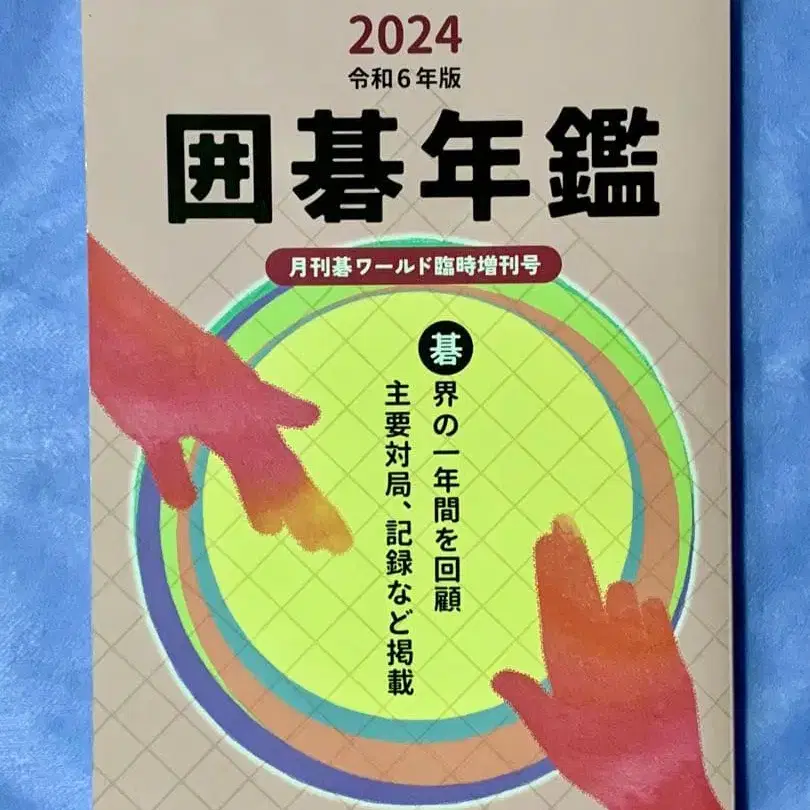 2024
令和6年版
囲碁年鑑
月刊碁ワールド臨時増刊号
碁界の一年間を回顧
主要対局、記録など掲載